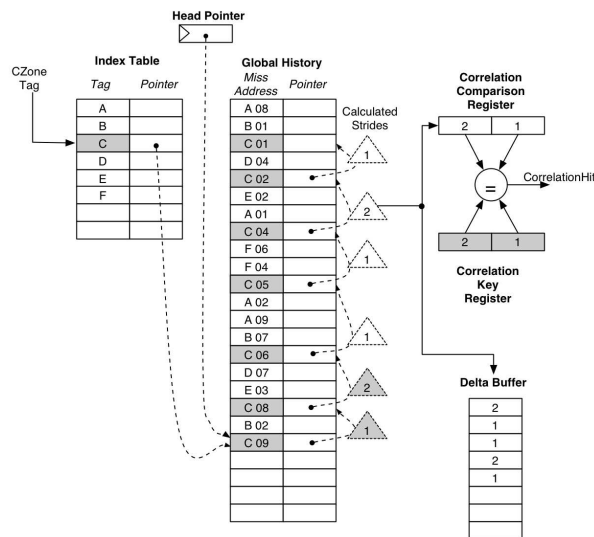 Head Pointer
CZone
Tag
Index Table
Tag Pointer
A
B
C
D
E
F
Global History
Miss
Address Pointer
A 08
B 01
C 01
D 04
C 02
E 02
A 01
C 04
F 06
F 04
C 05
A 02
A 09
B 07
C 06
D 07
E 03
C 08
B 02
C 09
Calculated
Strides
1
2
1
1
2
1
Correlation
Comparison
Register
2 1
=
CorrelationHit
2 1
Correlation
Key
Register
Delta Buffer
2
1
1
2
1